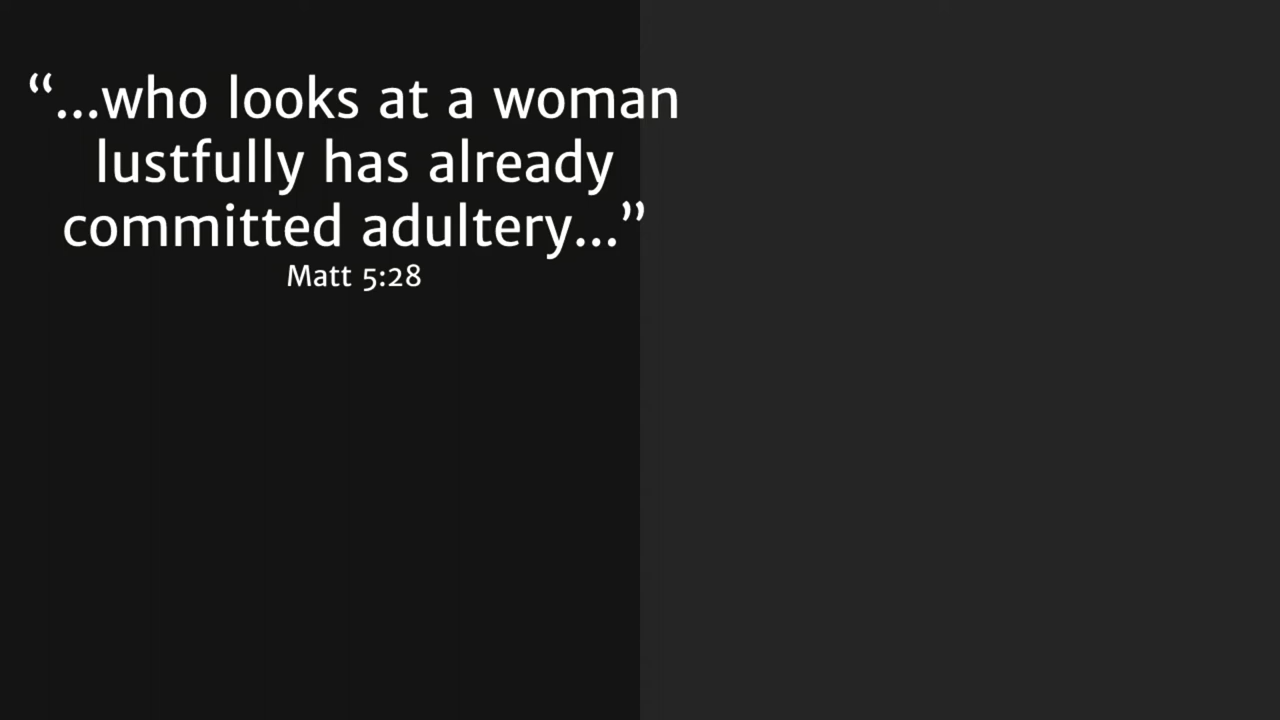 “...who looks at a woman
lustfully has already
committed adultery...”
Matt 5:28